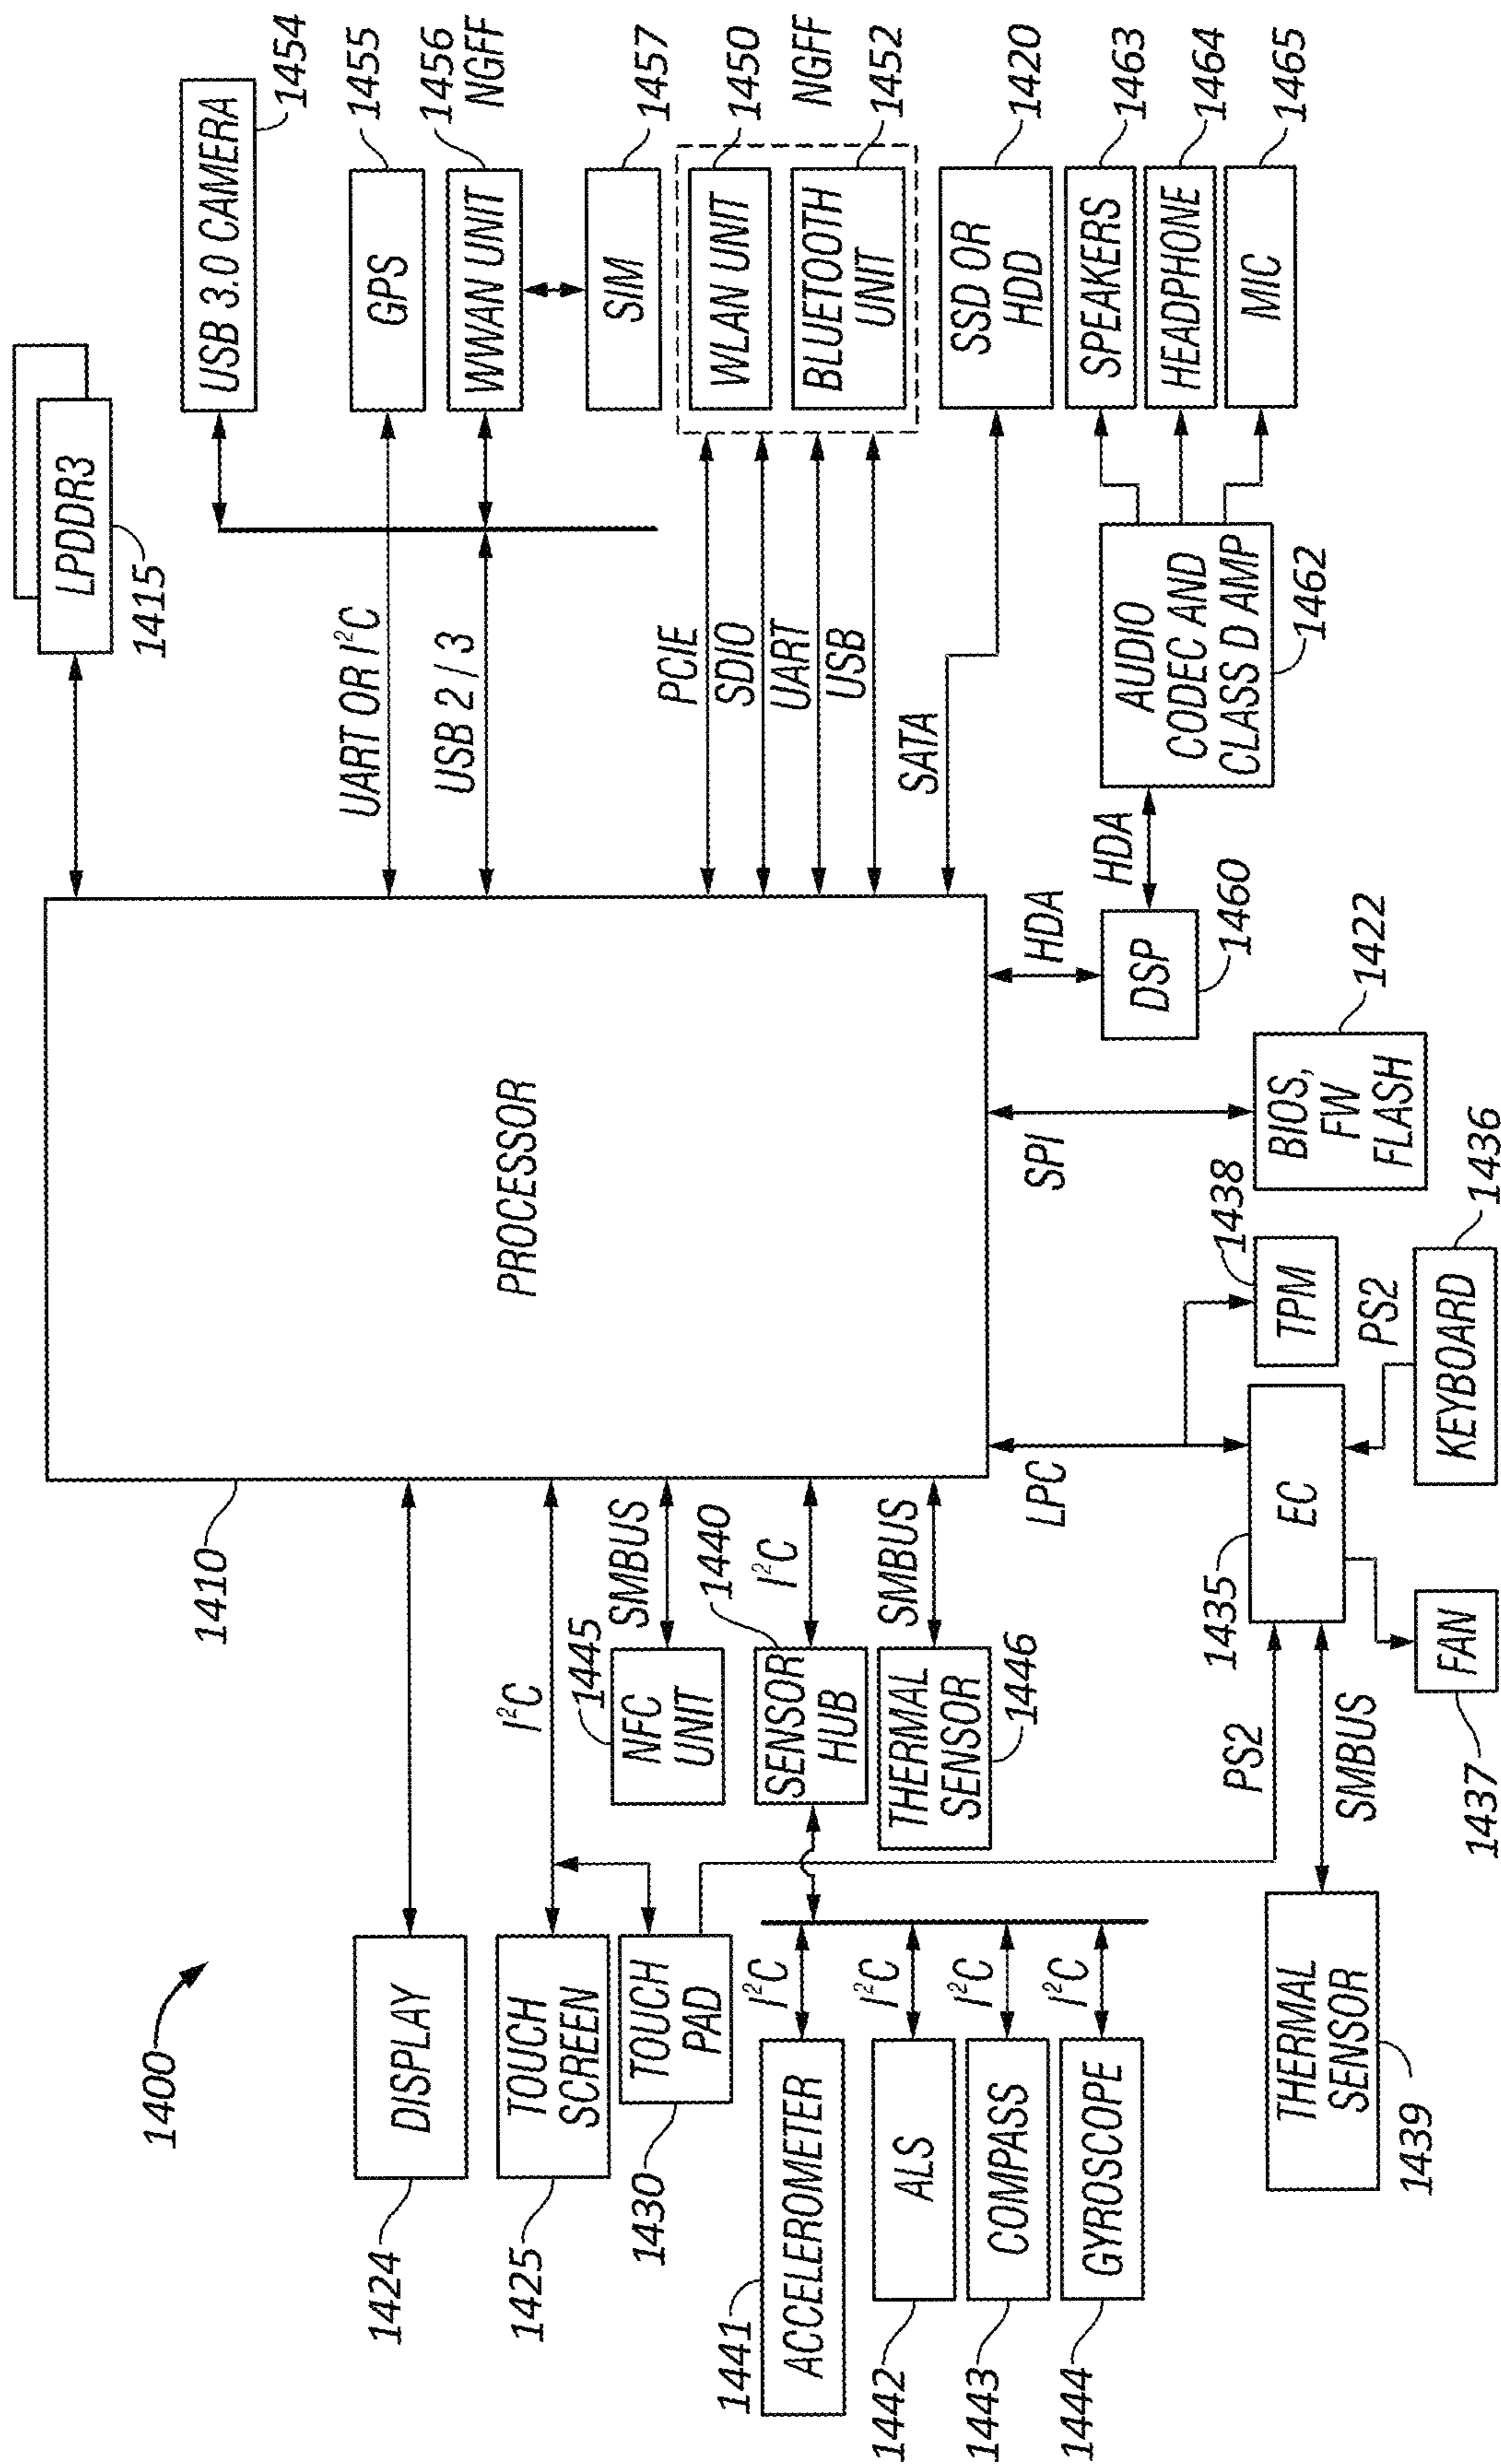 1400
1410
PROCESSOR
LPDDR3
1415
USB 3.0 CAMERA
1454
UART OR I²C
GPS
1455
USB 2 / 3
WWAN UNIT
1456
NGFF
SIM
1457
PCIE
SDIO
UART
USB
WLAN UNIT
1450
NGFF
BLUETOOTH
UNIT
1452
SATA
SSD OR
HDD
1420
SPEAKERS
1463
HEADPHONE
1464
MIC
1465
AUDIO
CODEC AND
CLASS D AMP
1462
HDA
HDA
DSP
1460
SPI
BIOS,
FW
FLASH
1422
LPC
TPM
1438
EC
1435
PS2
KEYBOARD
1436
FAN
1437
PS2
SMBUS
THERMAL
SENSOR
1439
DISPLAY
1424
I²C
TOUCH
SCREEN
1425
TOUCH
PAD
1430
SMBUS
NFC
UNIT
1445
I²C
SENSOR
HUB
1440
SMBUS
THERMAL
SENSOR
1446
I²C
ACCELEROMETER
1441
I²C
ALS
1442
I²C
COMPASS
1443
I²C
GYROSCOPE
1444